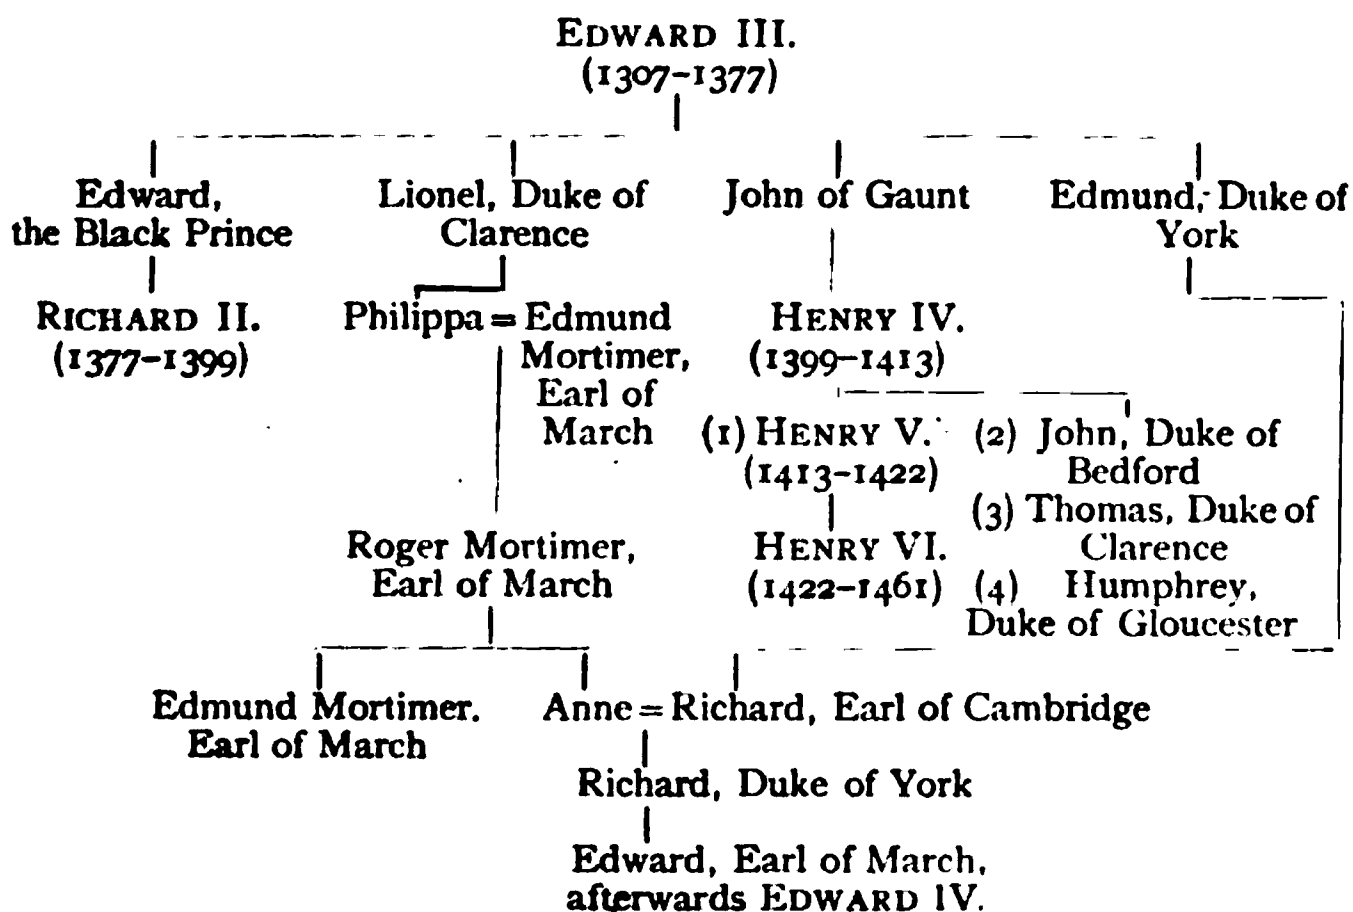 EDWARD III.
(1307-1377)
Edward,
the Black Prince
Lionel, Duke of
Clarence
John of Gaunt
Edmund, Duke of
York
RICHARD II.
(1377-1399)
Philippa = Edmund
Mortimer,
Earl of
March
HENRY IV.
(1399-1413)
(1) HENRY V.
(1413-1422)
(2) John, Duke of
Bedford
(3) Thomas, Duke of
Clarence
(4) Humphrey,
Duke of Gloucester
HENRY VI.
(1422-1461)
Roger Mortimer,
Earl of March
Edmund Mortimer.
Earl of March
Anne = Richard, Earl of Cambridge
Richard, Duke of York
Edward, Earl of March,
afterwards EDWARD IV.